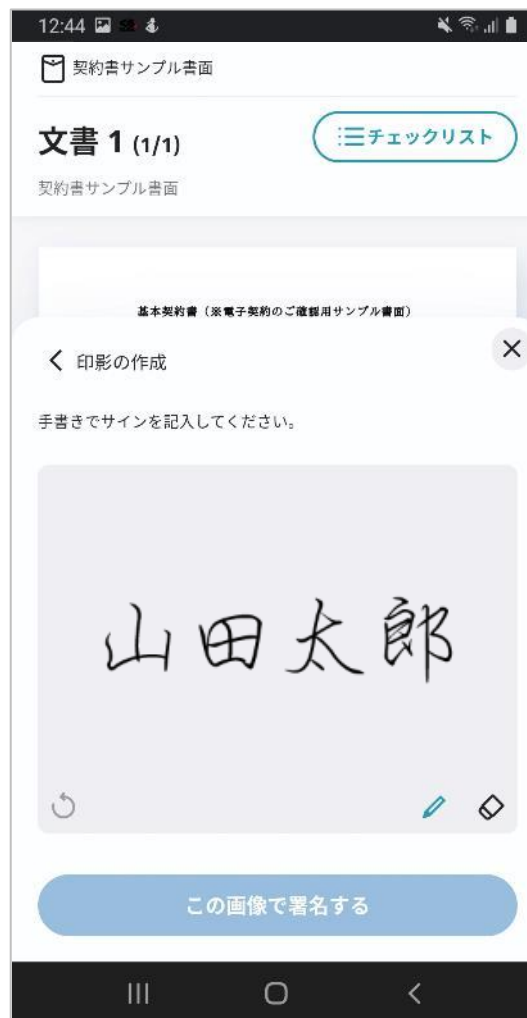 12:44
契約書サンプル書面
文書 1 (1/1)
チェックリスト
契約書サンプル書面
基本契約書（※電子契約のご確認用サンプル書面）
印影の作成
手書きでサインを記入してください。
山田太郎
この画像で署名する